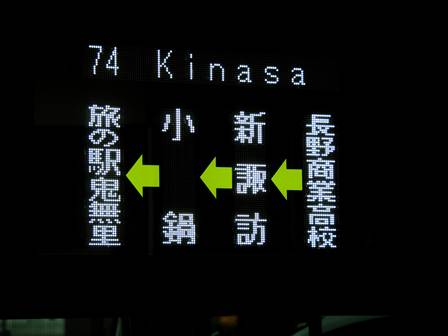 74 Kinasa
長野商業高校
新諏訪
小鍋
旅の駅鬼無里